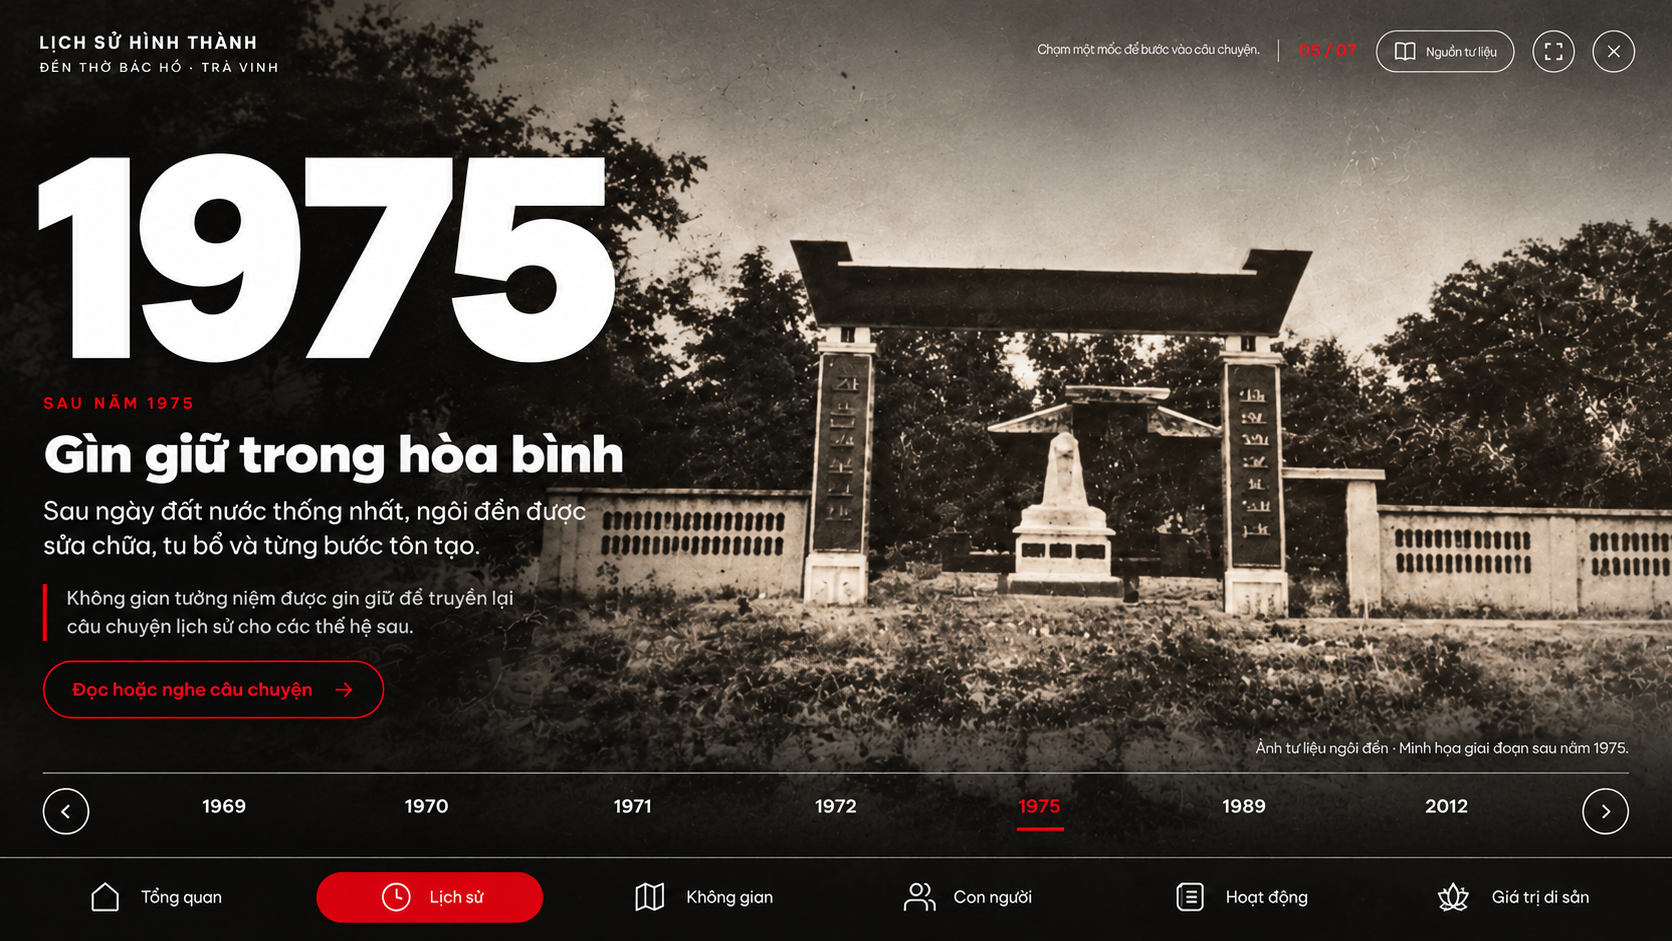 LỊCH SỬ HÌNH THÀNH
ĐỀN THỜ BÁC HỒ · TRÀ VINH
Chạm một mốc để bước vào câu chuyện.
05 / 07
Nguồn tư liệu
1975
SAU NĂM 1975
Gìn giữ trong hòa bình
Sau ngày đất nước thống nhất, ngôi đền được
sửa chữa, tu bổ và từng bước tôn tạo.
Không gian tưởng niệm được gìn giữ để truyền lại
câu chuyện lịch sử cho các thế hệ sau.
Đọc hoặc nghe câu chuyện
Ảnh tư liệu ngôi đền · Minh họa giai đoạn sau năm 1975.
1969 1970 1971 1972 1975 1989 2012
Tổng quan Lịch sử Không gian Con người Hoạt động Giá trị di sản